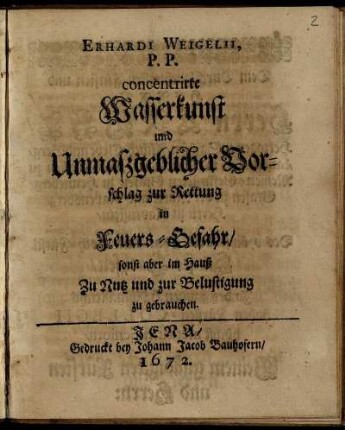 2
ERHARDI WEIGELII,
P. P.
concentrirte
Wasserkunst
und
Unmaszgeblicher Vor=
schlag zur Rettung
in
Feuers=Gefahr/
sonst aber im Hauß
Zu Nutz und zur Belustigung
zu gebrauchen.
JENA/
Gedruckt bey Johann Jacob Bauhofern/
1672.